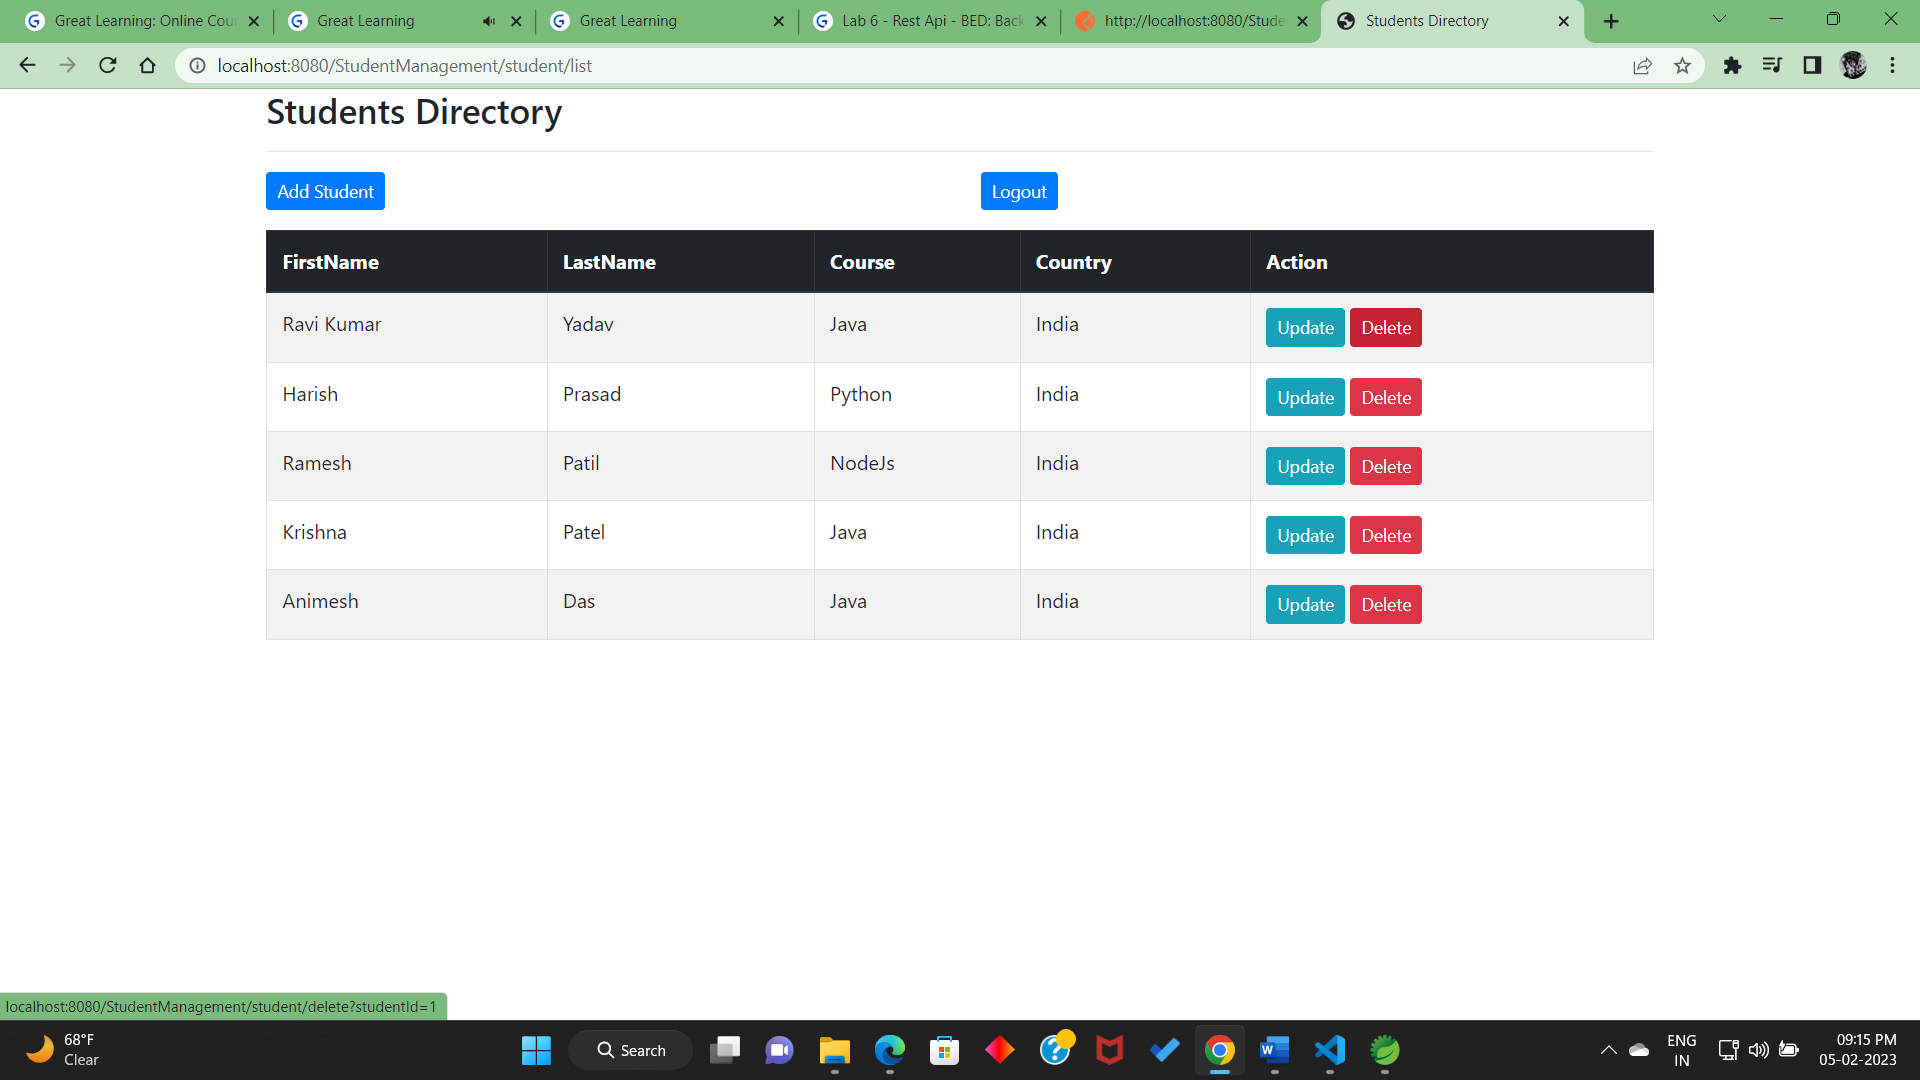 Great Learning: Online Cour
Great Learning
Great Learning
Lab 6 - Rest Api - BED: Back
http://localhost:8080/Stude
Students Directory
localhost:8080/StudentManagement/student/list
Students Directory
Add Student
Logout
FirstName LastName Course Country Action
Ravi Kumar Yadav Java India Update Delete
Harish Prasad Python India Update Delete
Ramesh Patil NodeJs India Update Delete
Krishna Patel Java India Update Delete
Animesh Das Java India Update Delete
localhost:8080/StudentManagement/student/delete?studentId=1
68°F
Clear
Search
ENG
IN
09:15 PM
05-02-2023